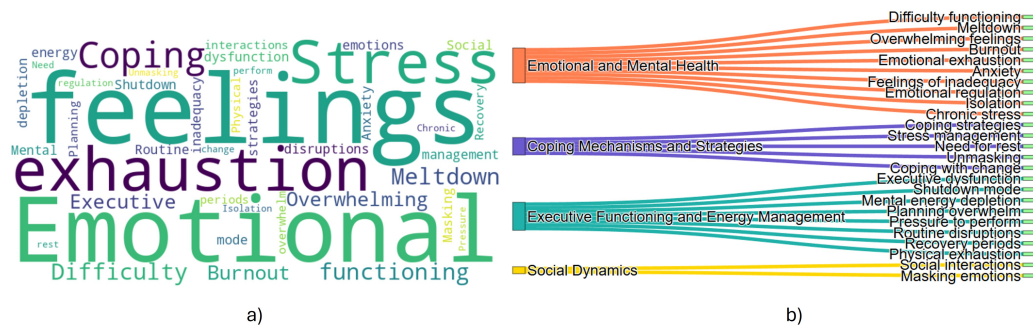 energy
Coping
interactions
emotions
Social
Need
dysfunction
Stress
depletion
Unmasking
perform
regulation
Shutdown
feelings
Planning
inadequacy
Physical
strategies
Anxiety
Recovery
Chronic
Mental
Routine
change
disruptions
management
exhaustion
Meltdown
Executive
periods
Isolation
overwhelm
Overwhelming
Masking
Pressure
Emotional
rest
mode
Difficulty
Burnout
functioning
a)
Emotional and Mental Health
Difficulty functioning
Meltdown
Overwhelming feelings
Burnout
Emotional exhaustion
Anxiety
Feelings of inadequacy
Emotional regulation
Isolation
Chronic stress
Coping Mechanisms and Strategies
Coping strategies
Stress management
Need for rest
Unmasking
Coping with change
Executive Functioning and Energy Management
Executive dysfunction
Shutdown mode
Mental energy depletion
Planning overwhelm
Pressure to perform
Routine disruptions
Recovery periods
Physical exhaustion
Social Dynamics
Social interactions
Masking emotions
b)